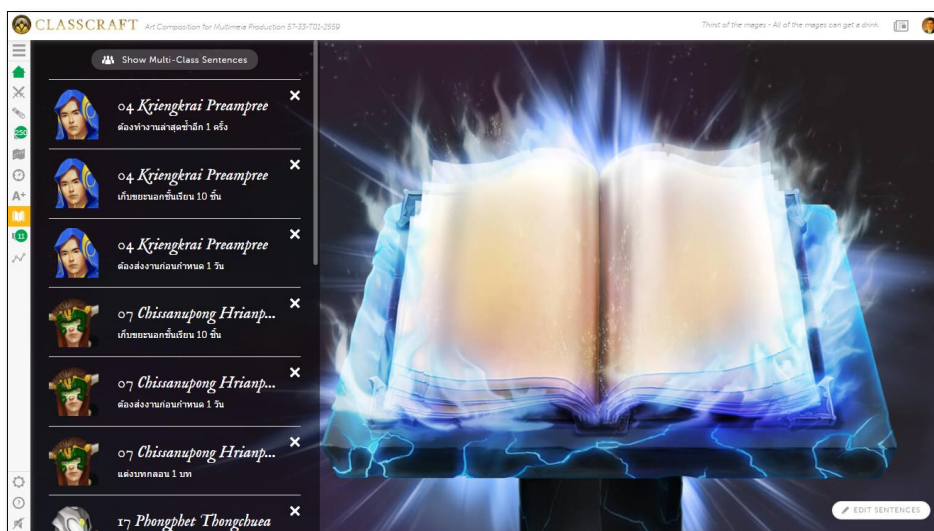 CLASSCRAFT Art Composition for Multimeia Production 57-33-T01-2559
Thirst of the mages - All of the mages can get a drink.
Show Multi-Class Sentences
04 Kriengkrai Preampree
ต้องทำงานล่าสุดซ้ำอีก 1 ครั้ง
04 Kriengkrai Preampree
เก็บขยะนอกชั้นเรียน 10 ชิ้น
04 Kriengkrai Preampree
ต้องส่งงานก่อนกำหนด 1 วัน
07 Chissanupong Hrianp...
เก็บขยะนอกชั้นเรียน 10 ชิ้น
07 Chissanupong Hrianp...
ต้องส่งงานก่อนกำหนด 1 วัน
07 Chissanupong Hrianp...
แต่งบทกลอน 1 บท
17 Phongphet Thongchuea
250
A+
11
EDIT SENTENCES